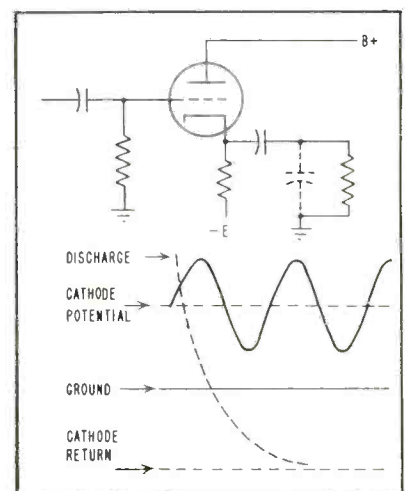 B+
-E
DISCHARGE
CATHODE
POTENTIAL
GROUND
CATHODE
RETURN